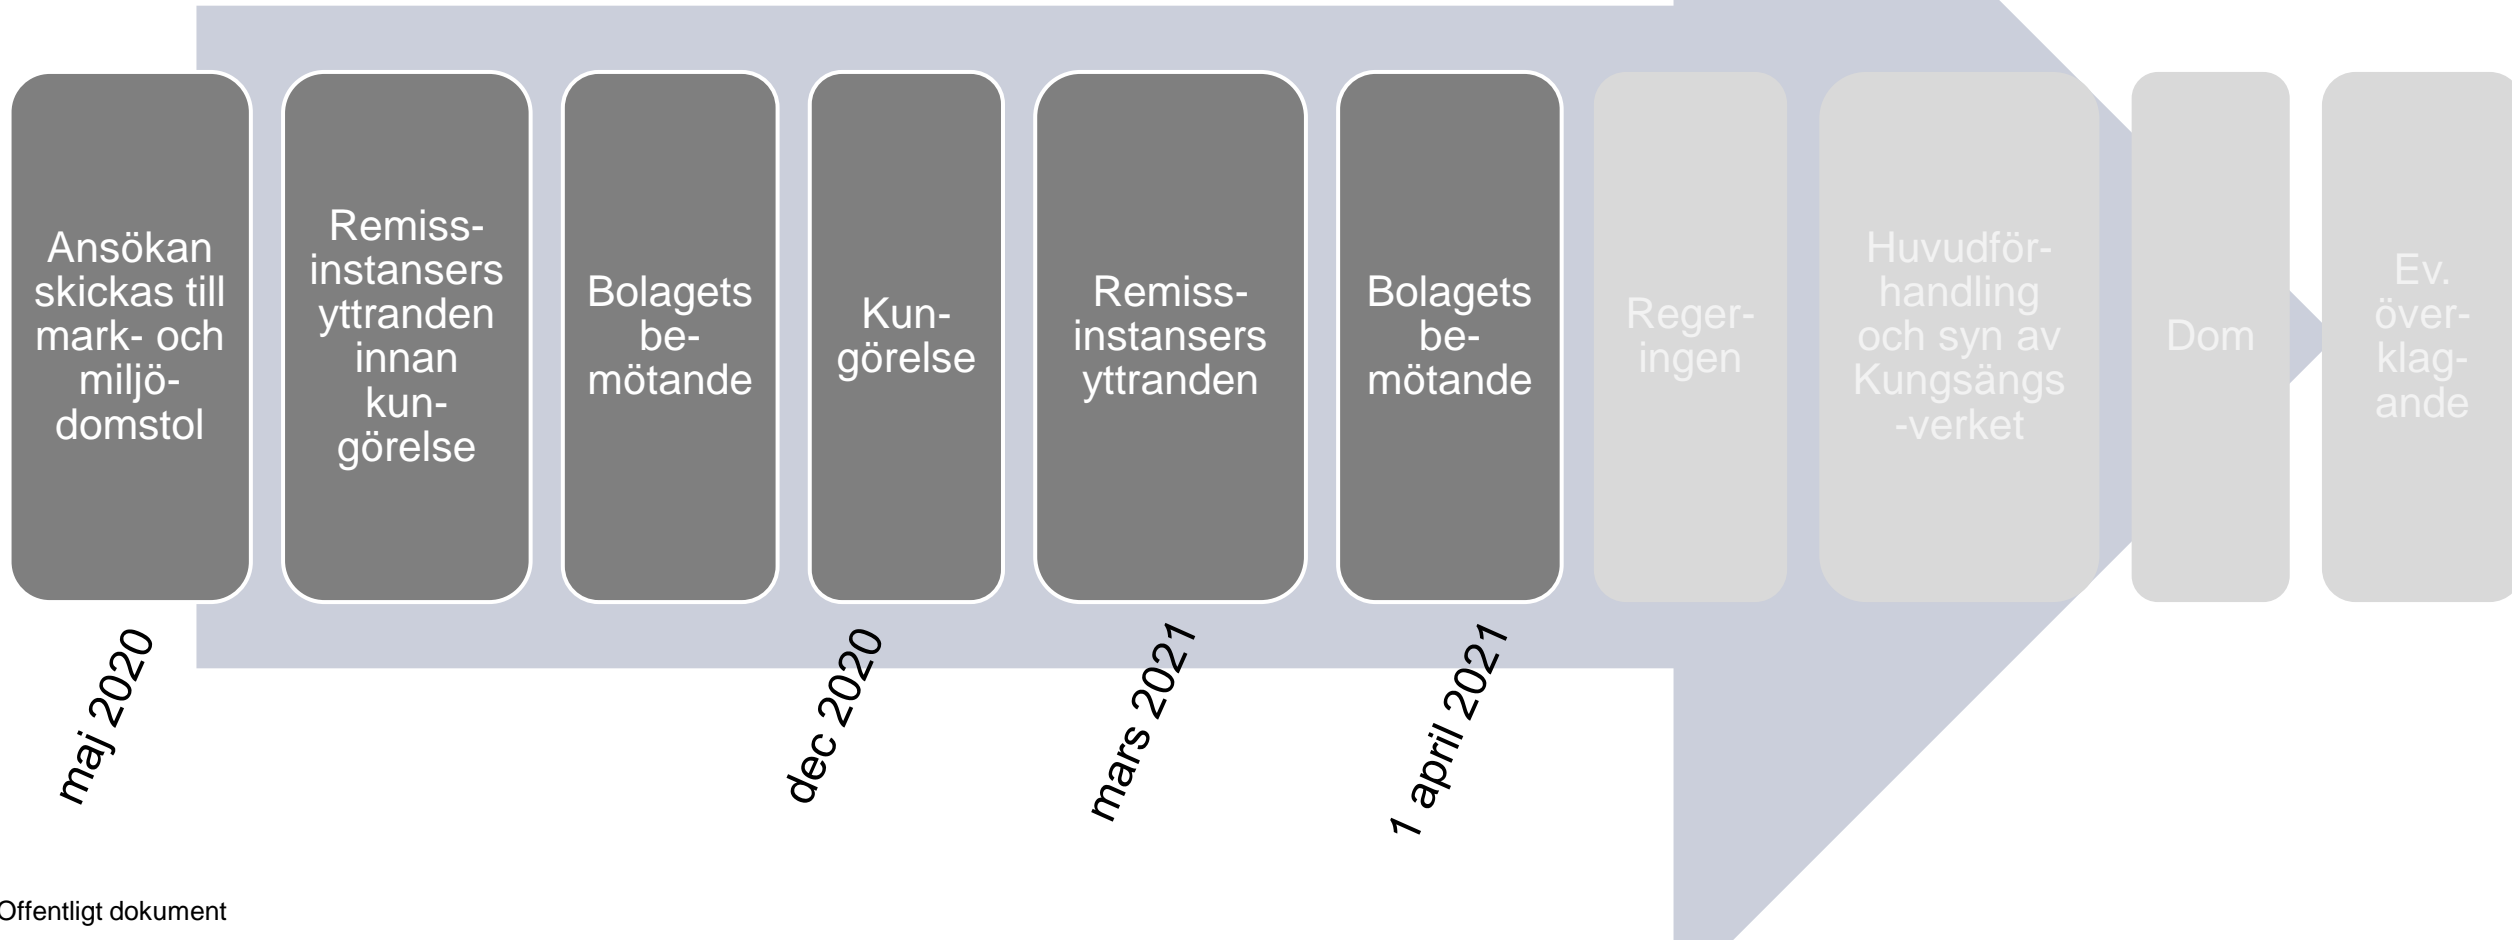 Ansökan
skickas till
mark- och
miljö-
domstol
Remiss-
instansers
yttranden
innan
kun-
görelse
Bolagets
be-
mötande
Kun-
görelse
Remiss-
instansers
yttranden
Bolagets
be-
mötande
Reger-
ingen
Huvudför-
handling
och syn av
Kungsängs
-verket
Dom
Ev.
över-
klag-
ande
maj 2020
dec 2020
mars 2021
1 april 2021
Offentligt dokument